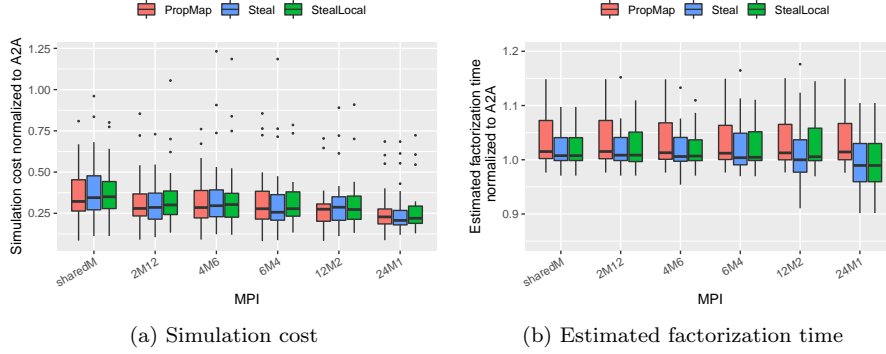 PropMap Steal StealLocal
Simulation cost normalized to A2A
1.25
1.00
0.75
0.50
0.25
sharedM
2M12
4M6
6M4
12M2
24M1
MPI
(a) Simulation cost
PropMap Steal StealLocal
Estimated factorization time
normalized to A2A
1.2
1.1
1.0
0.9
sharedM
2M12
4M6
6M4
12M2
24M1
MPI
(b) Estimated factorization time